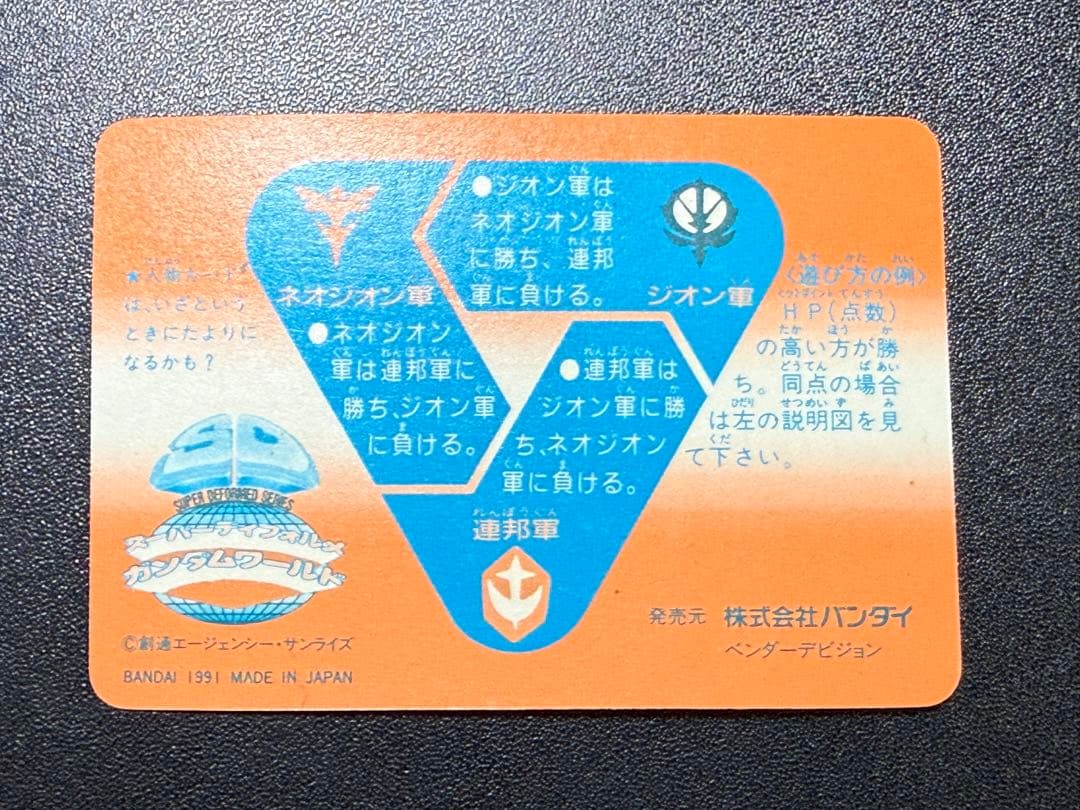 ネオジオン軍
●ジオン軍は
ネオジオン軍
に勝ち、連邦
軍に負ける。
ジオン軍
●ネオジオン
軍は連邦軍に
勝ち、ジオン軍
に負ける。
●連邦軍は
ジオン軍に勝
ち、ネオジオン
軍に負ける。
連邦軍
★カード
は、いざという
ときにたよりに
なるかも?
〈遊び方の例〉
HP(点数)
の高い方が勝
ち。同点の場合
は左の説明図を見
て下さい。
SUPER DEFORMED SERIES
スーパーディフォルメ
ガンダムワールド
©創通エージェンシー・サンライズ
BANDAI 1991 MADE IN JAPAN
発売元 株式会社バンダイ
ベンダーデビジョン